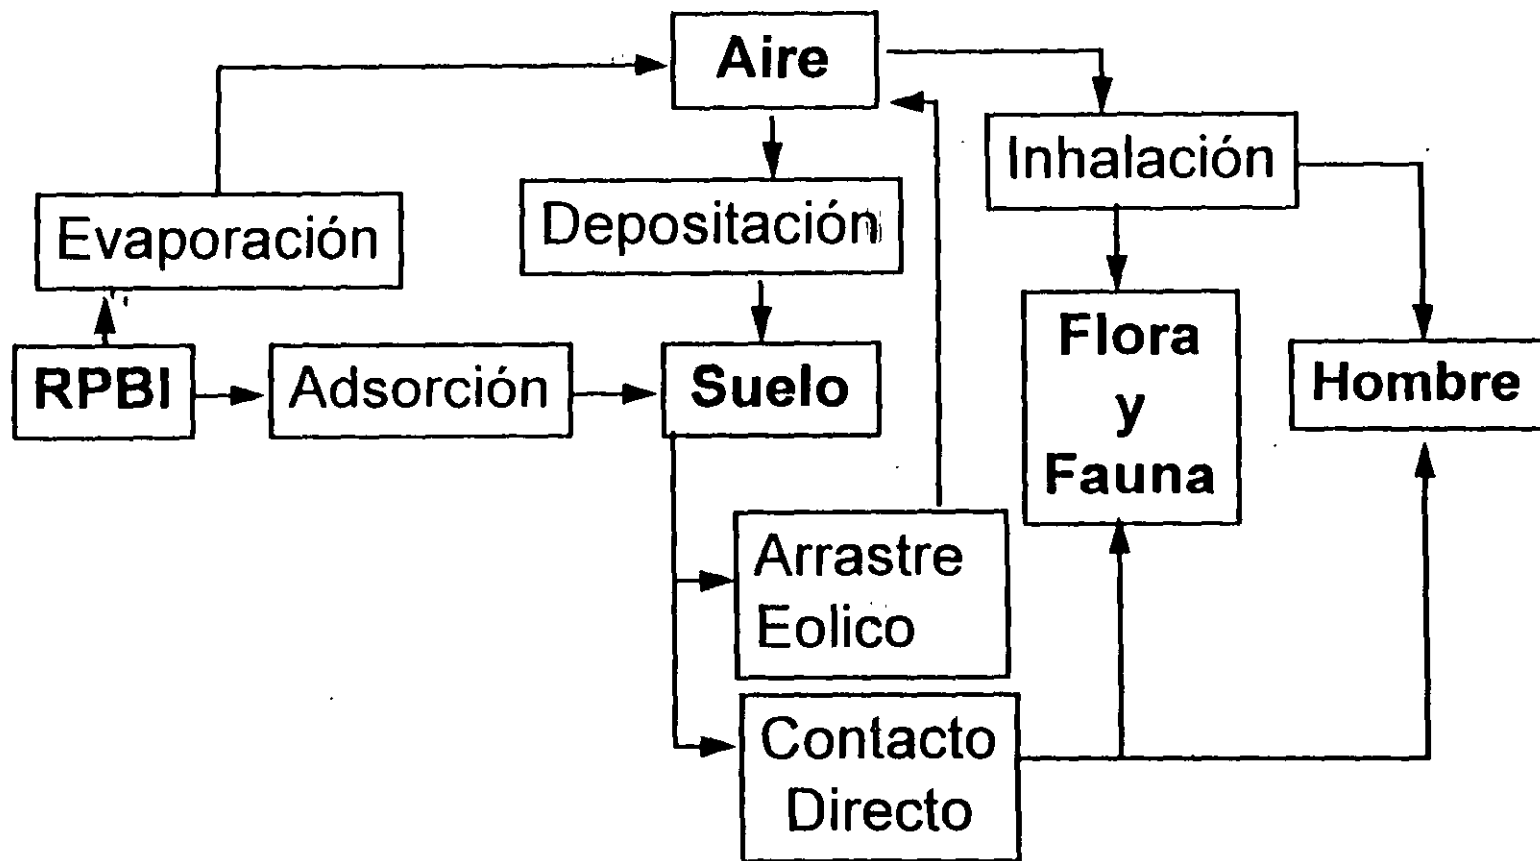 Aire
Inhalación
Evaporación
Depositación
RPBI
Adsorción
Suelo
Flora
y
Fauna
Hombre
Arrastre
Eolico
Contacto
Directo